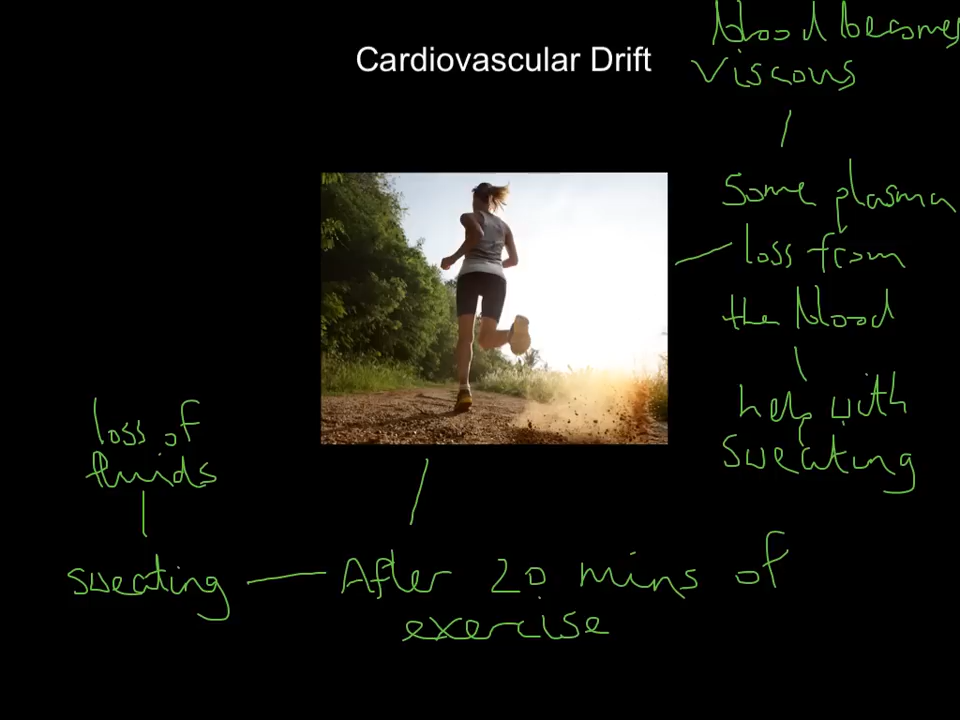 Cardiovascular Drift
blood becomes
viscous
Some plasma
loss from
the blood
help with
sweating
loss of
fluids
sweating
After 20 mins of
exercise